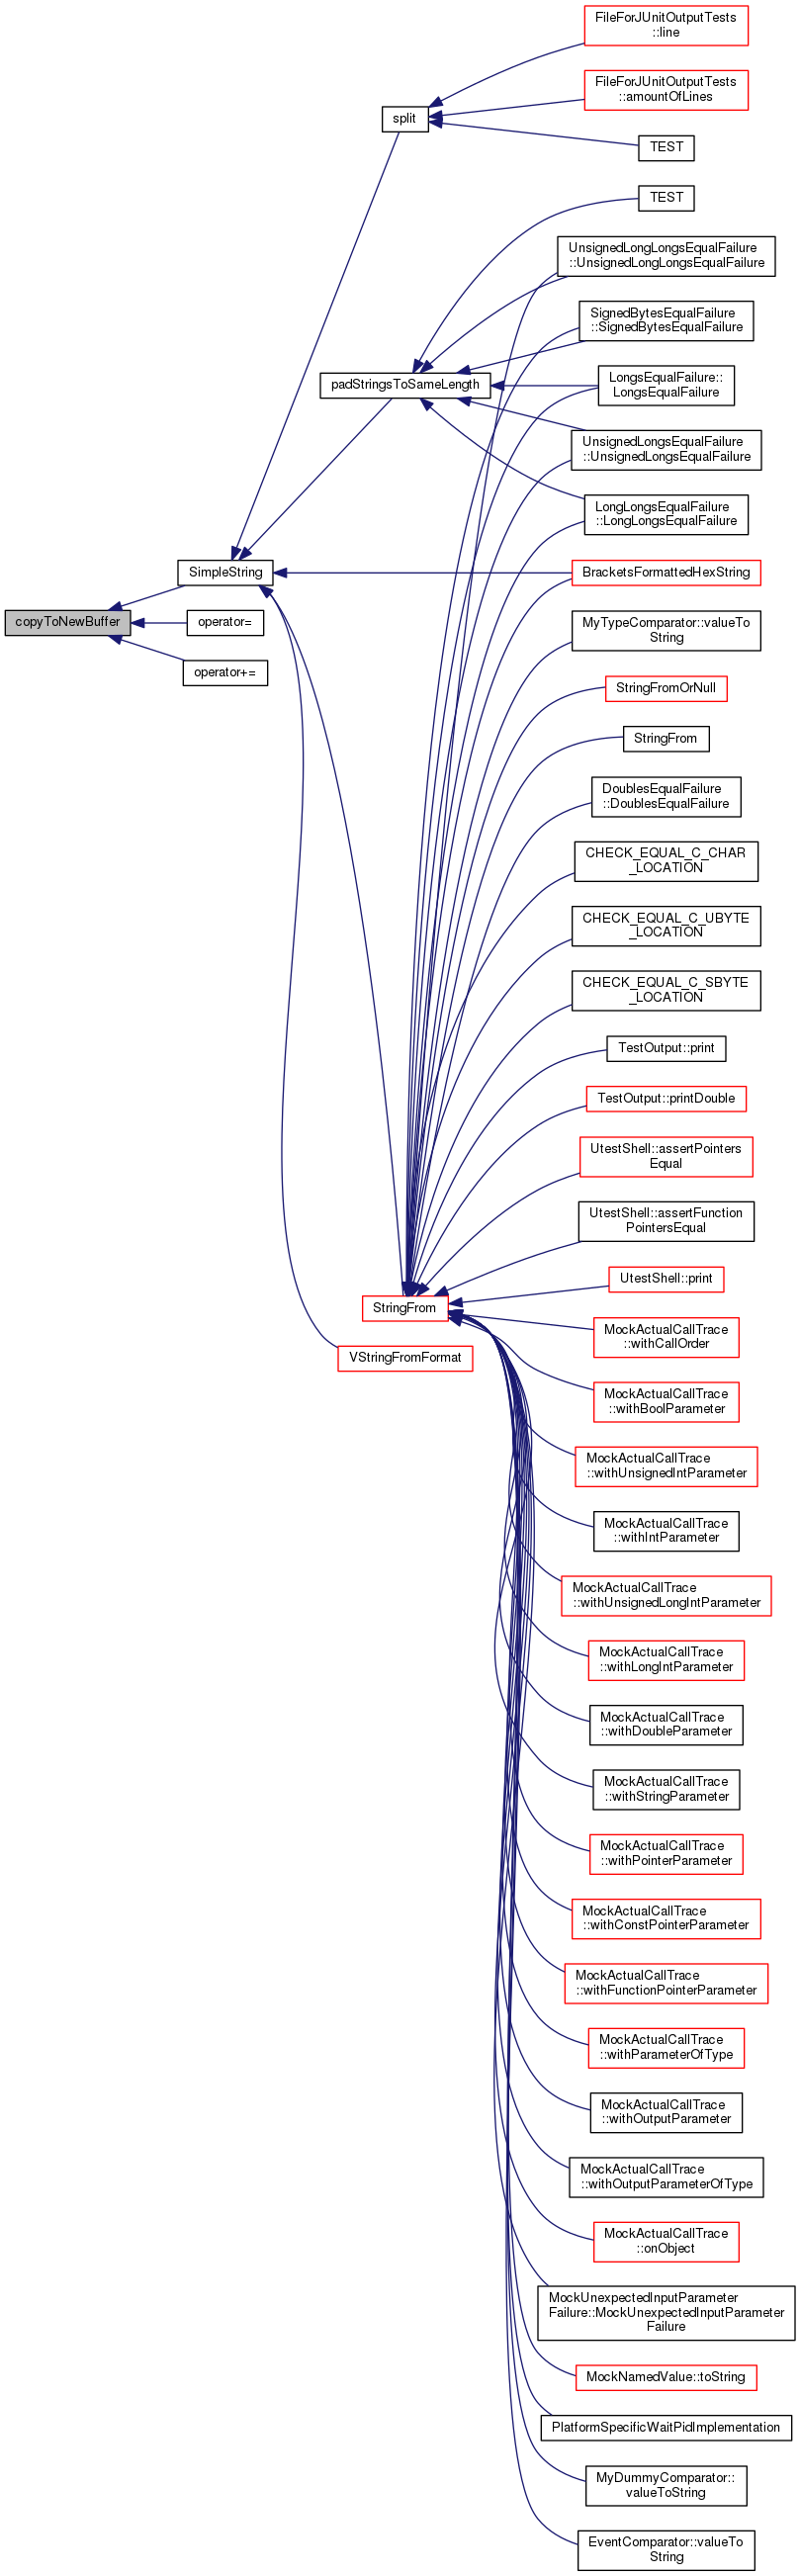 FileForJUnitOutputTests
::line
FileForJUnitOutputTests
::amountOfLines
split
TEST
TEST
UnsignedLongLongsEqualFailure
::UnsignedLongLongsEqualFailure
SignedBytesEqualFailure
::SignedBytesEqualFailure
padStringsToSameLength
LongsEqualFailure::
LongsEqualFailure
UnsignedLongsEqualFailure
::UnsignedLongsEqualFailure
LongLongsEqualFailure
::LongLongsEqualFailure
SimpleString
BracketsFormattedHexString
copyToNewBuffer
operator=
operator+=
MyTypeComparator::valueTo
String
StringFromOrNull
StringFrom
DoublesEqualFailure
::DoublesEqualFailure
CHECK_EQUAL_C_CHAR
_LOCATION
CHECK_EQUAL_C_UBYTE
_LOCATION
CHECK_EQUAL_C_SBYTE
_LOCATION
TestOutput::print
TestOutput::printDouble
UtestShell::assertPointers
Equal
UtestShell::assertFunction
PointersEqual
UtestShell::print
StringFrom
VStringFromFormat
MockActualCallTrace
::withCallOrder
MockActualCallTrace
::withBoolParameter
MockActualCallTrace
::withUnsignedIntParameter
MockActualCallTrace
::withIntParameter
MockActualCallTrace
::withUnsignedLongIntParameter
MockActualCallTrace
::withLongIntParameter
MockActualCallTrace
::withDoubleParameter
MockActualCallTrace
::withStringParameter
MockActualCallTrace
::withPointerParameter
MockActualCallTrace
::withConstPointerParameter
MockActualCallTrace
::withFunctionPointerParameter
MockActualCallTrace
::withParameterOfType
MockActualCallTrace
::withOutputParameter
MockActualCallTrace
::withOutputParameterOfType
MockActualCallTrace
::onObject
MockUnexpectedInputParameter
Failure::MockUnexpectedInputParameter
Failure
MockNamedValue::toString
PlatformSpecificWaitPidImplementation
MyDummyComparator::
valueToString
EventComparator::valueTo
String